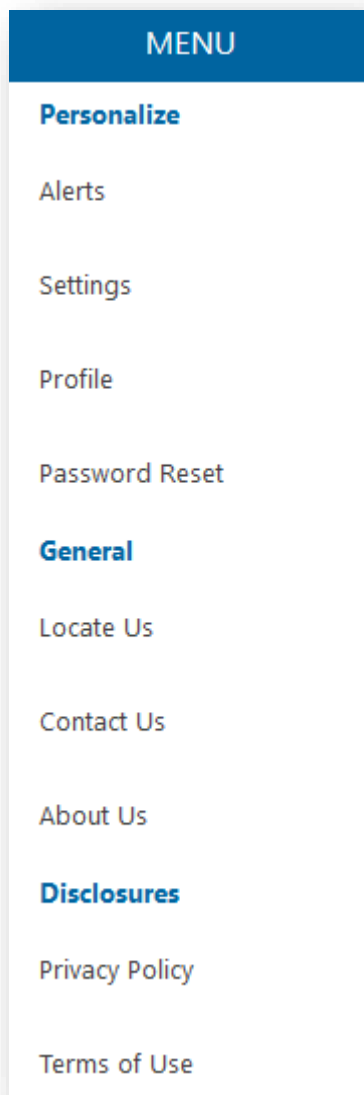 MENU
Personalize
Alerts
Settings
Profile
Password Reset
General
Locate Us
Contact Us
About Us
Disclosures
Privacy Policy
Terms of Use